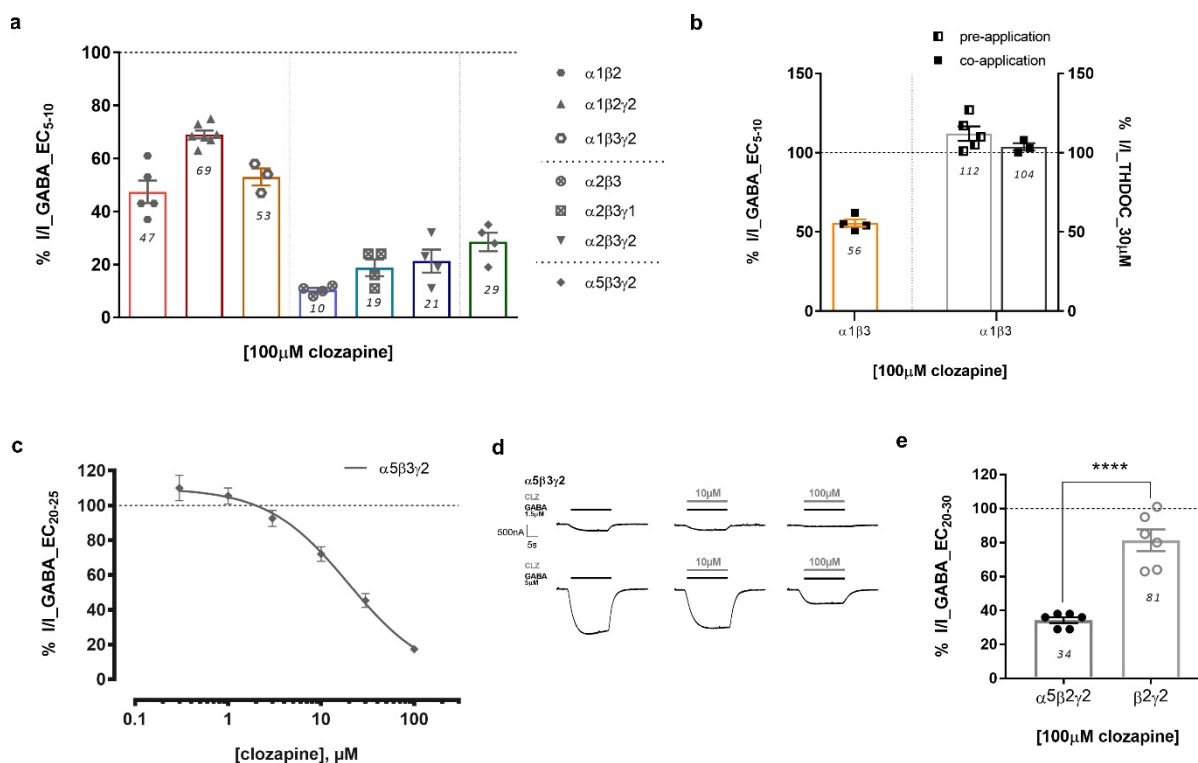 a
% I/I_GABA_EC5-10
100
80
60
40
20
0
47
69
53
10
19
21
29
[100μM clozapine]
α1β2
α1β2γ2
α1β3γ2
α2β3
α2β3γ1
α2β3γ2
α5β3γ2
b
pre-application
co-application
% I/I_GABA_EC5-10
150
100
50
0
56
112
104
α1β3
α1β3
150
100
50
0
% I/I_THDOC_30μM
[100μM clozapine]
c
% I/I_GABA_EC20-25
120
100
80
60
40
20
0
α5β3γ2
0.1
1
10
100
[clozapine], μM
d
α5β3γ2
CLZ
GABA
1.5μM
500nA
5s
10μM
100μM
CLZ
GABA
5μM
10μM
100μM
e
% I/I_GABA_EC20-30
120
100
80
60
40
20
0
****
34
81
α5β2γ2
β2γ2
[100μM clozapine]